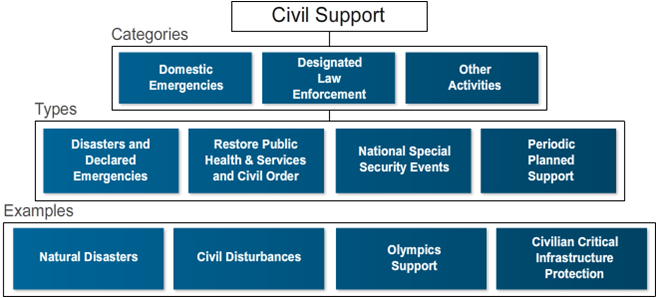 Civil Support
Categories
Domestic
Emergencies
Designated
Law
Enforcement
Other
Activities
Types
Disasters and
Declared
Emergencies
Restore Public
Health & Services
and Civil Order
National Special
Security Events
Periodic
Planned
Support
Examples
Natural Disasters
Civil Disturbances
Olympics
Support
Civilian Critical
Infrastructure
Protection